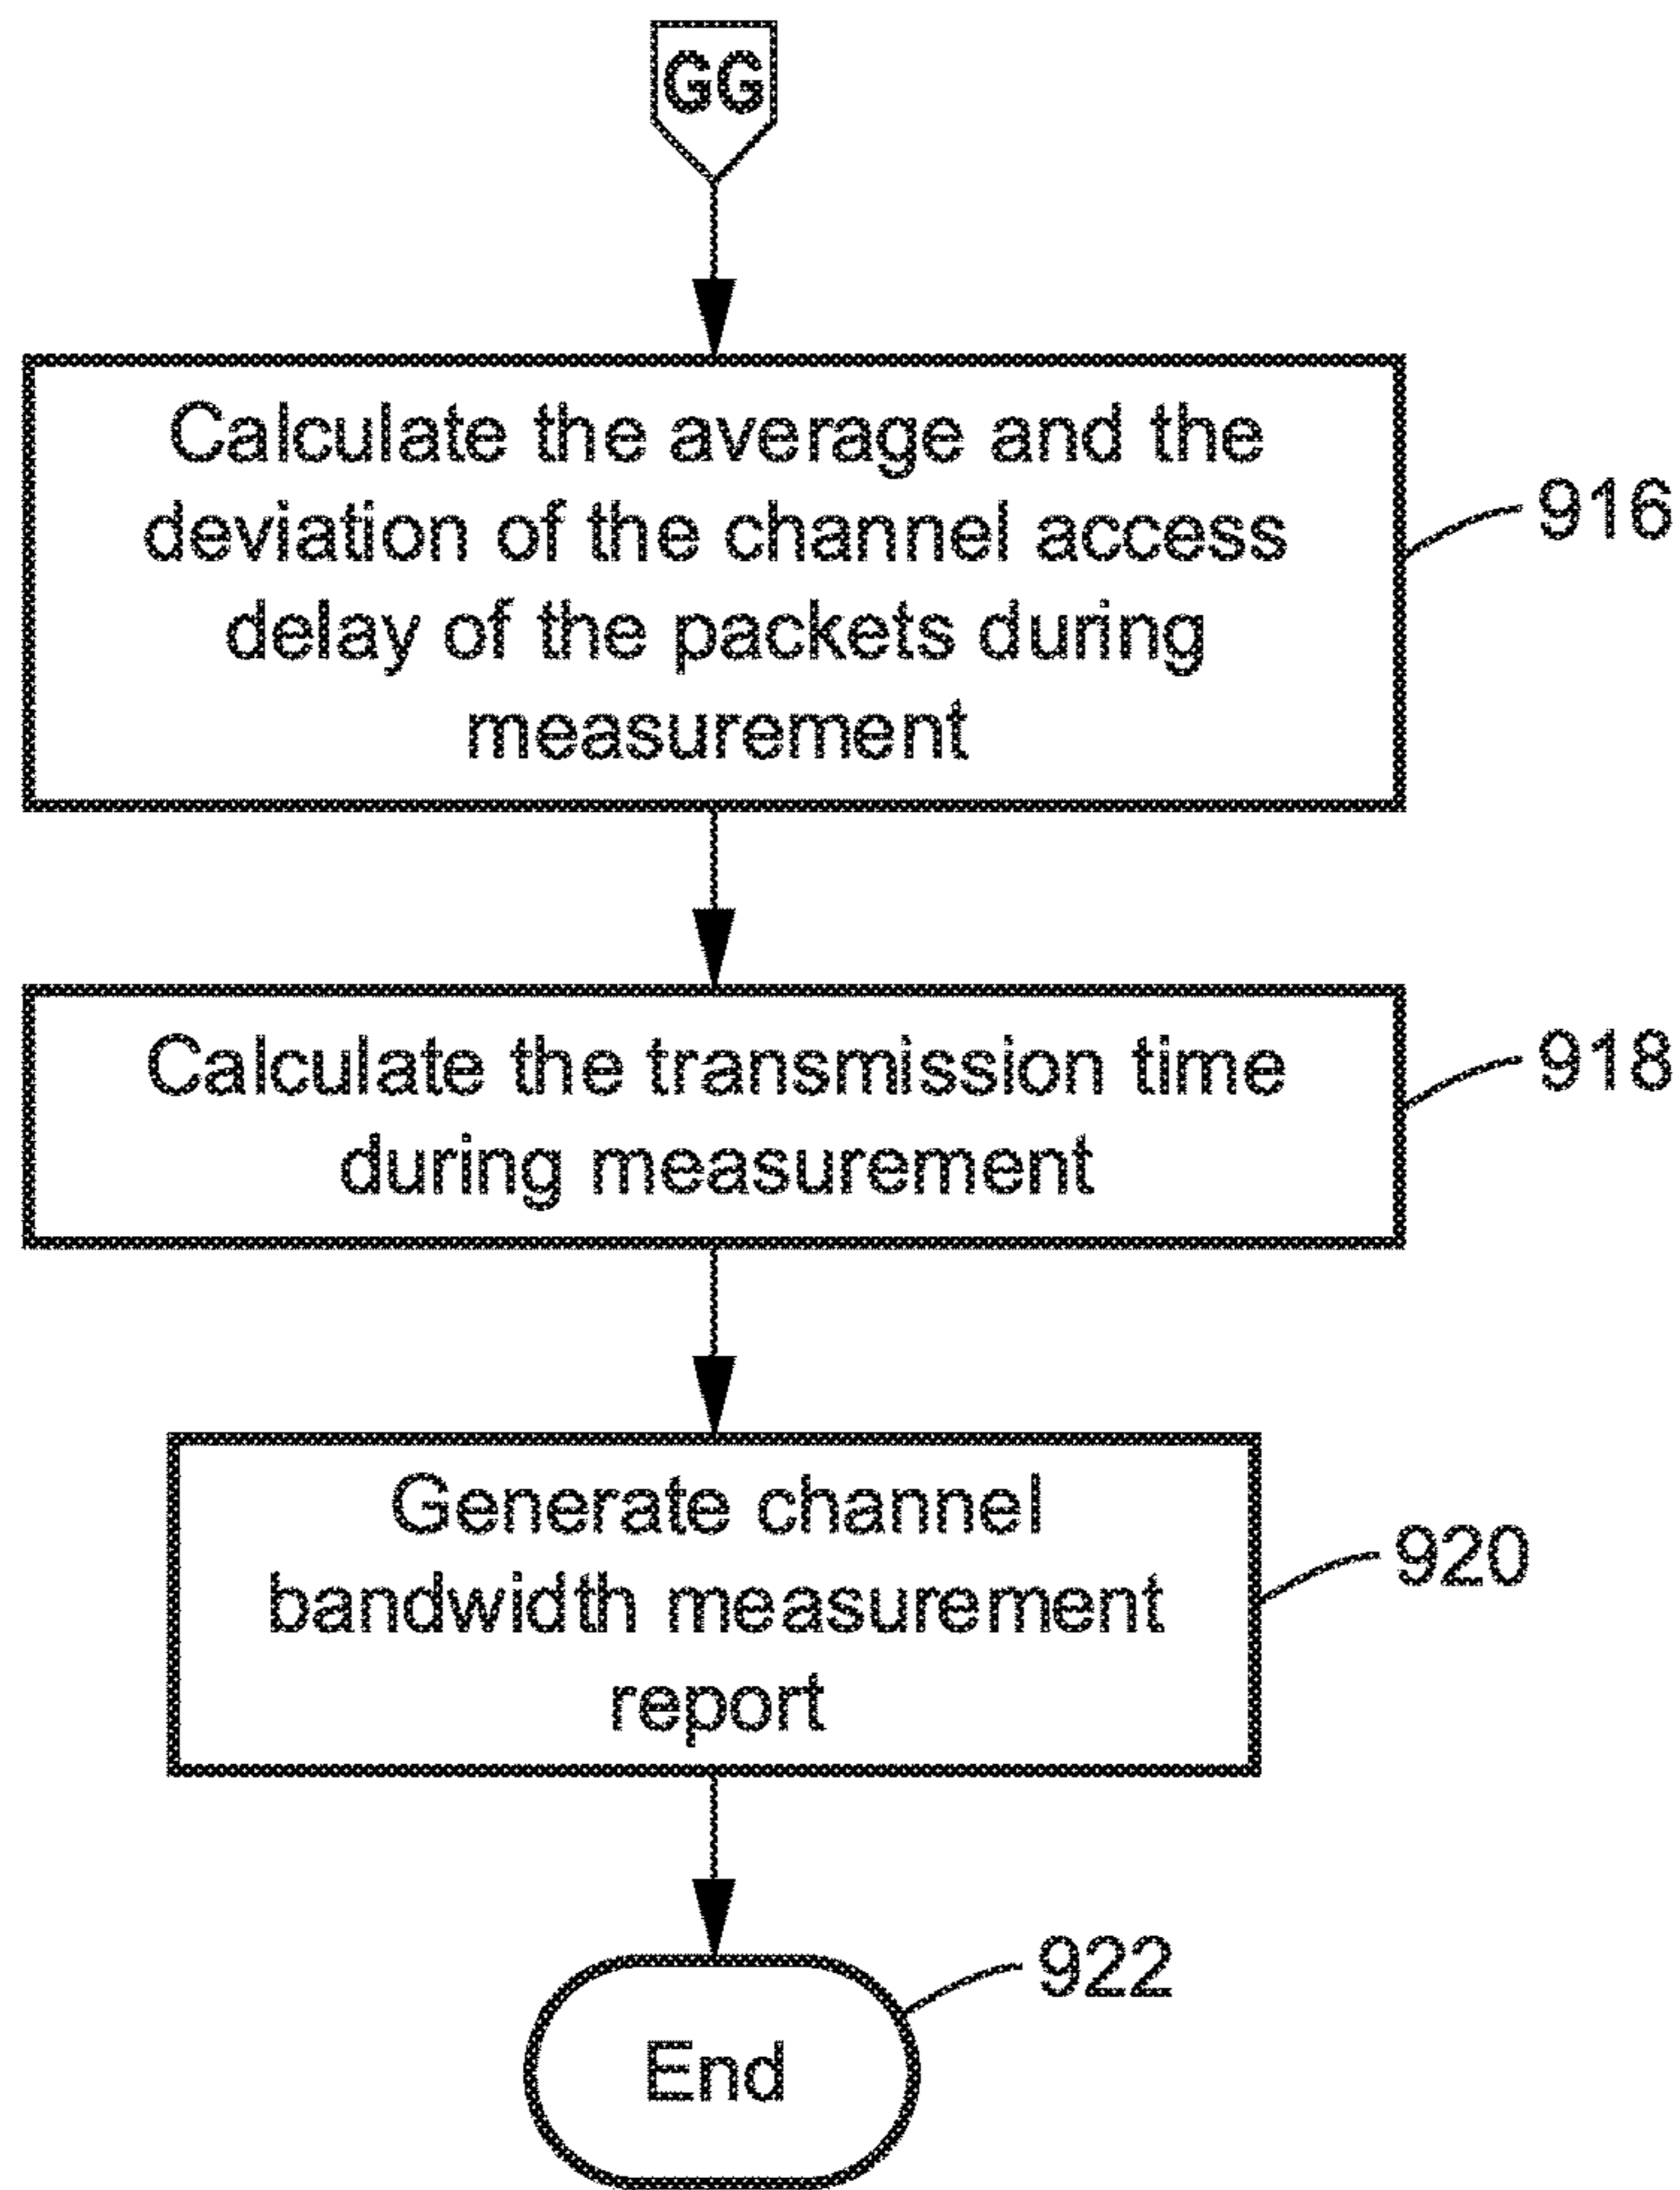 GG
Calculate the average and the
deviation of the channel access
delay of the packets during
measurement
916
Calculate the transmission time
during measurement
918
Generate channel
bandwidth measurement
report
920
End
922